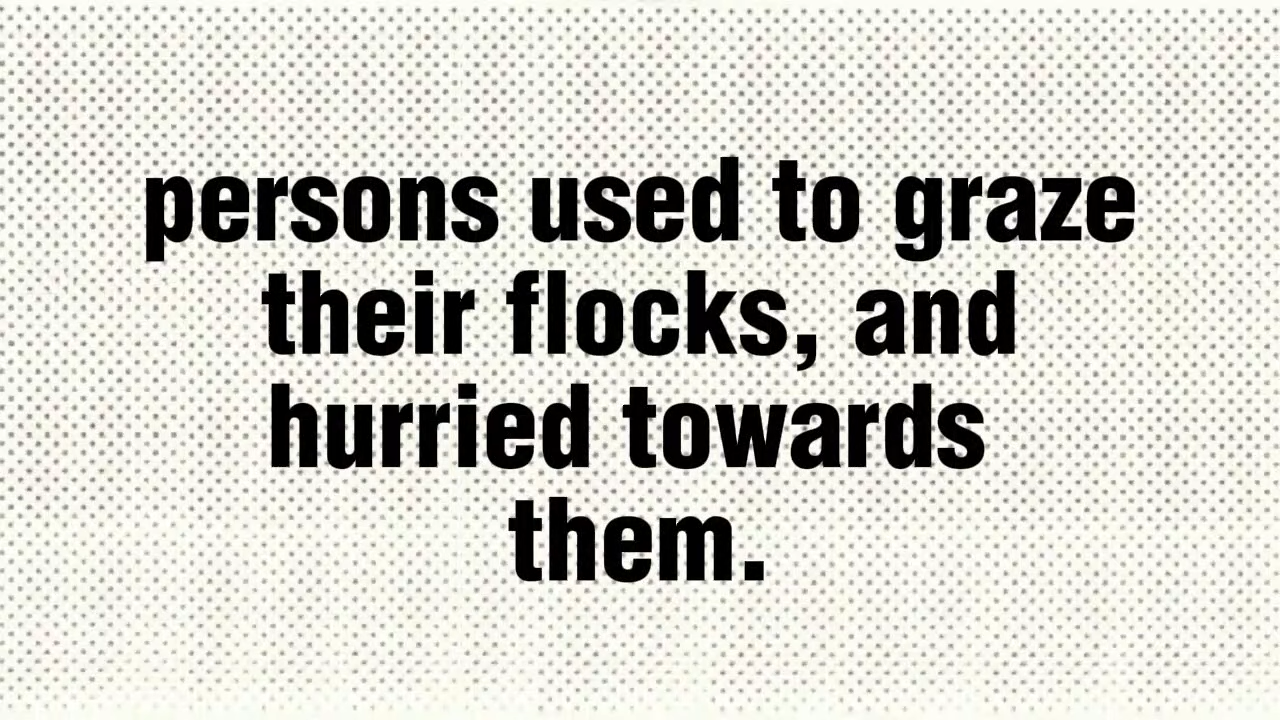 persons used to graze
their flocks, and
hurried towards
them.